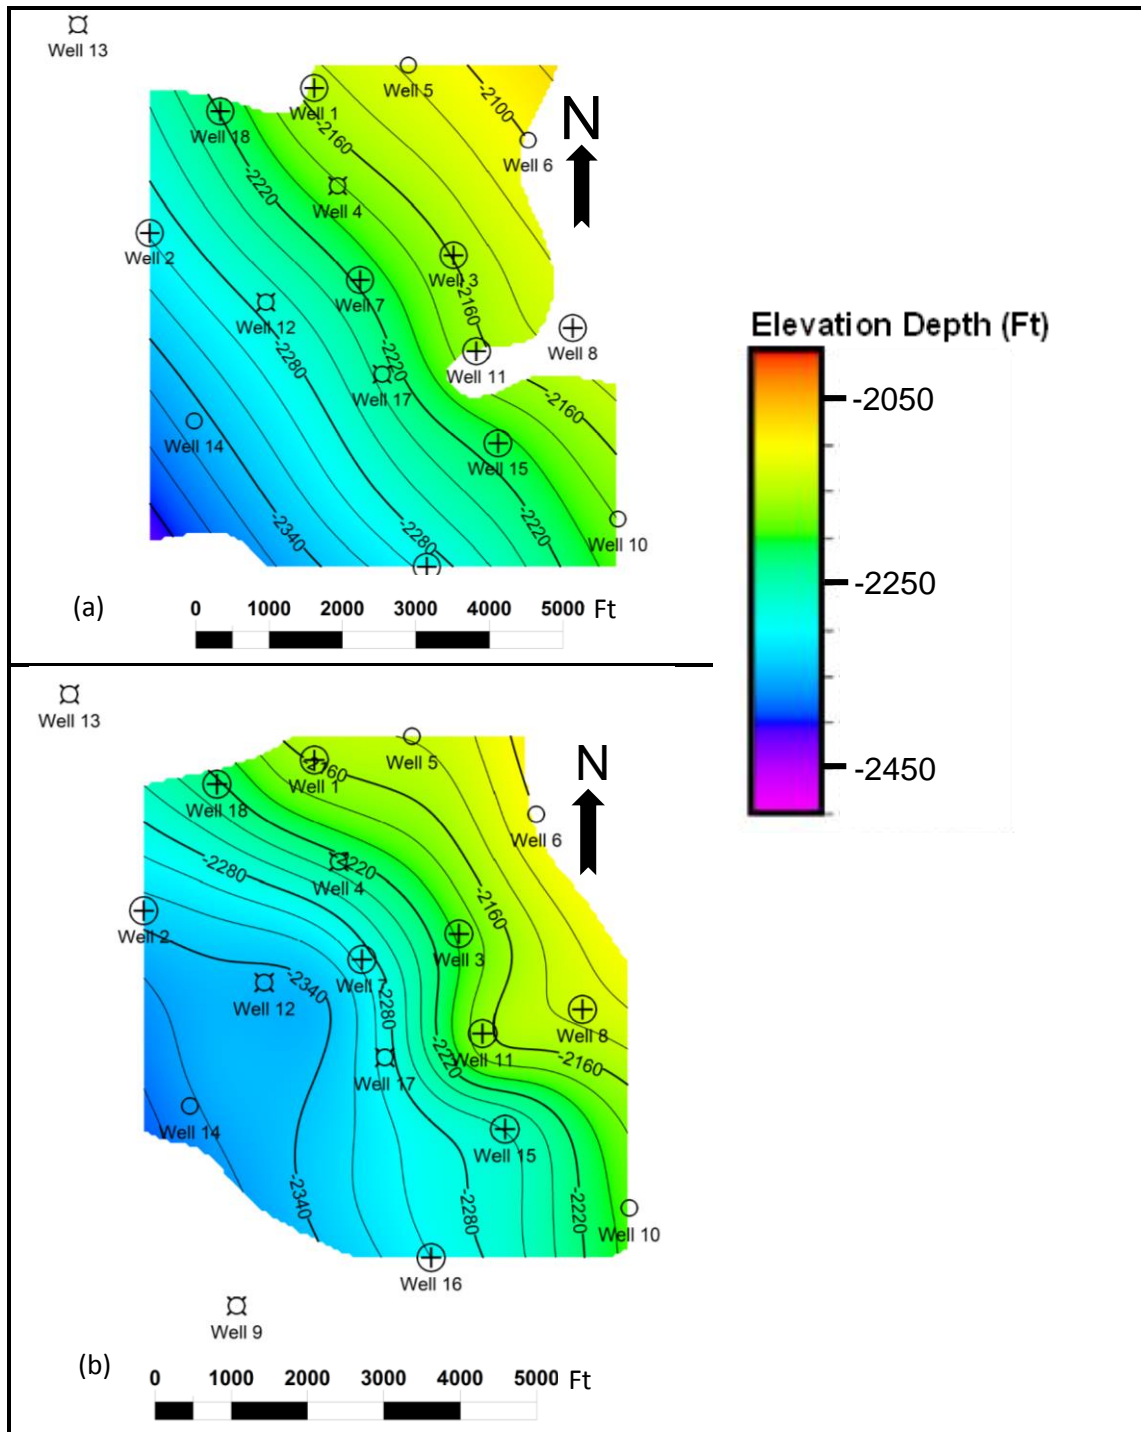 Well 13
Well 5
-2100
N
Well 1
-2160
Well 18
Well 6
-2220
Well 4
Well 2
Well 3
Well 7
-2160
Well 12
Well 8
-2280
-2220
Well 11
Well 17
-2160
Well 14
Well 15
-2340
-2280
-2220
Well 10
(a)
0 1000 2000 3000 4000 5000 Ft
Elevation Depth (Ft)
-2050
-2250
-2450
Well 13
N
Well 5
-2160
Well 1
Well 18
Well 6
-2280
-2220
Well 4
-2160
Well 2
Well 3
Well 7
-2340
Well 12
-2280
Well 8
-2220
Well 11
-2160
Well 17
Well 14
Well 15
-2340
-2280
-2220
Well 10
Well 16
Well 9
(b)
0 1000 2000 3000 4000 5000 Ft